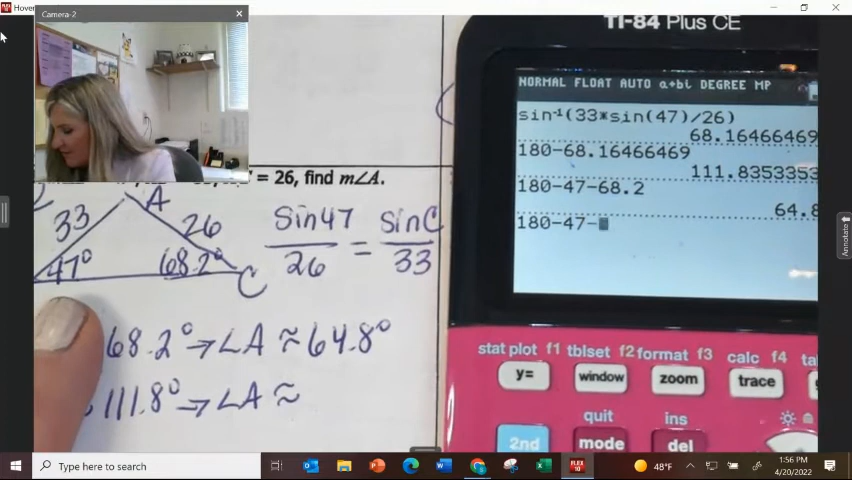 Hover
Camera-2
TI-84 Plus CE
NORMAL FLOAT AUTO a+bi DEGREE MP
sin⁻¹(33*sin(47)/26)
68.16466469
180-68.16466469
111.8353353
180-47-68.2
64.8
180-47-
= 26, find m∠A.
A
33
26
47°
68.2°
C
Sin47/26 = sinC/33
68.2° → ∠A ≈ 64.8°
111.8° → ∠A ≈
stat plot f1 tblset f2 format f3 calc f4 ta
y= window zoom trace
quit ins
2nd mode del
Annotate
Type here to search
FLEX 10
48°F
1:56 PM
4/20/2022